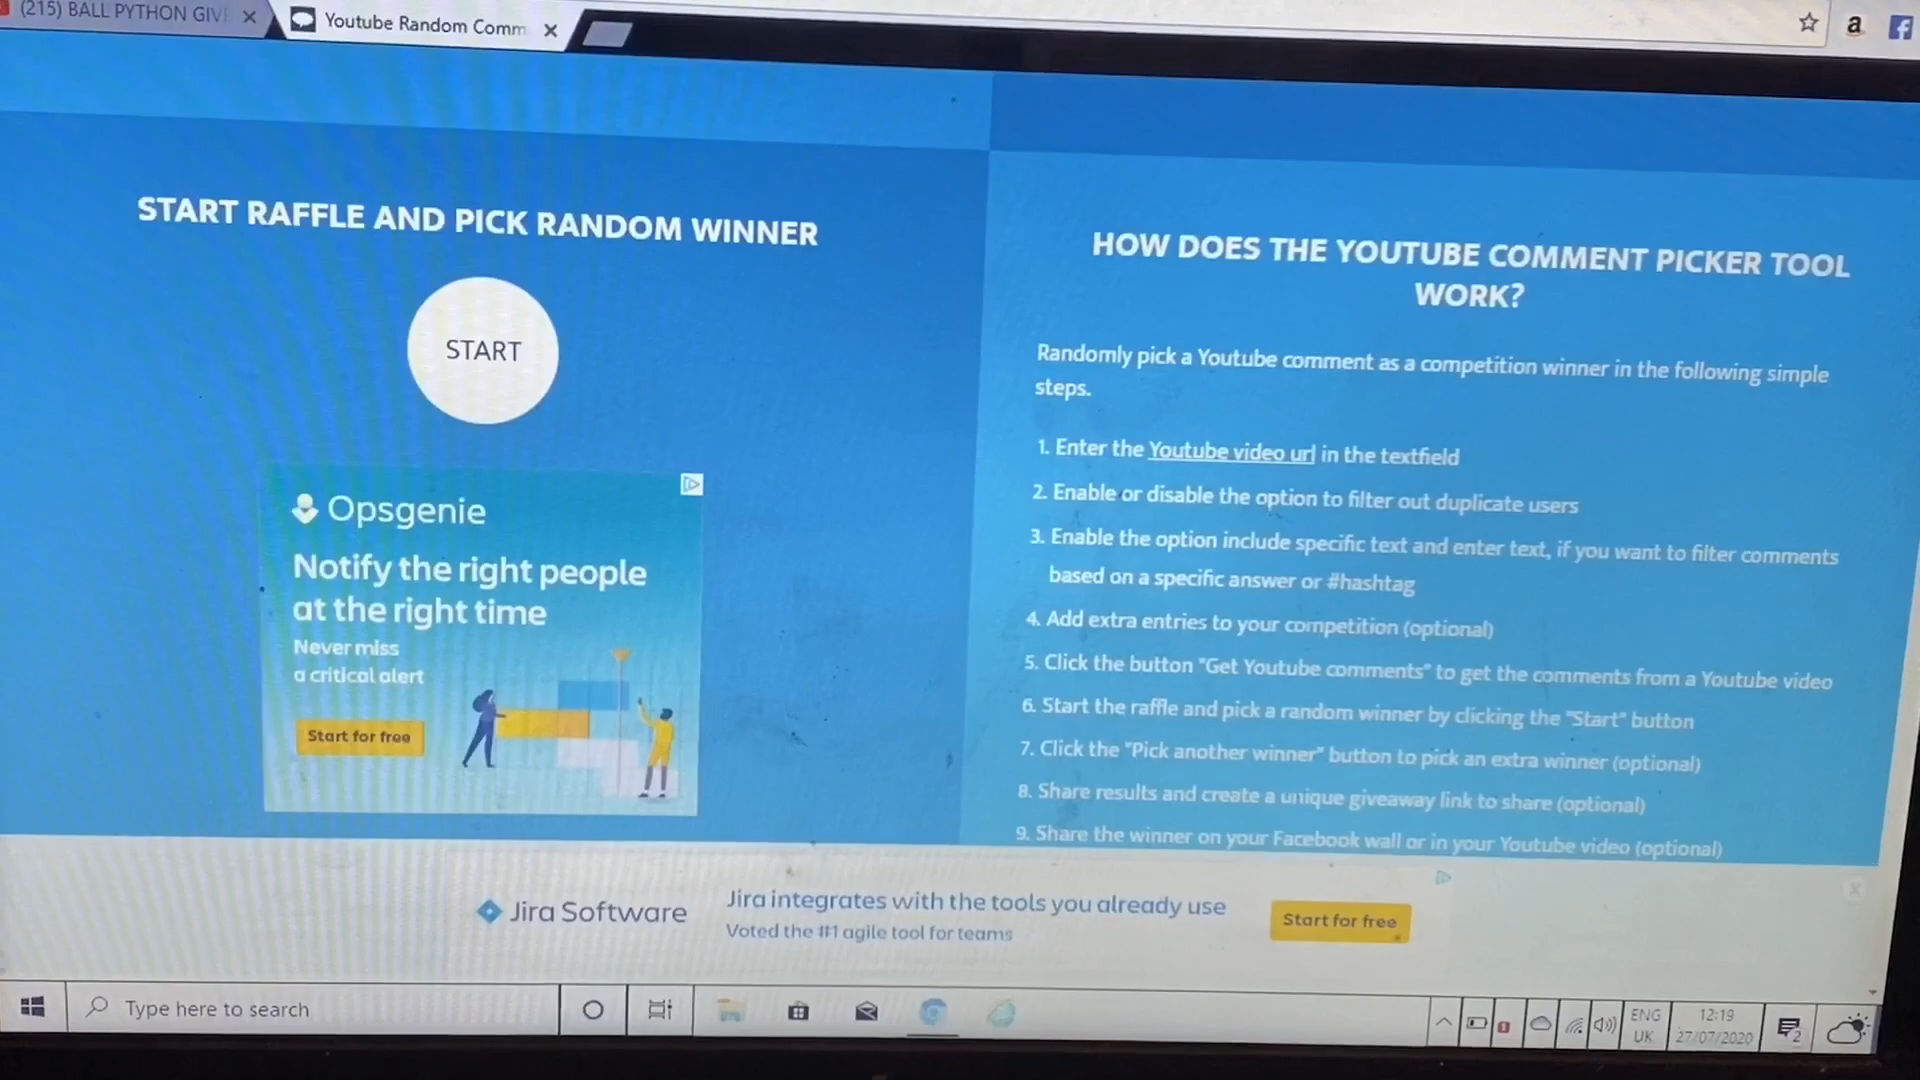 (215) BALL PYTHON GIVE
Youtube Random Comm
START RAFFLE AND PICK RANDOM WINNER
START
Opsgenie
Notify the right people
at the right time
Never miss
a critical alert
Start for free
HOW DOES THE YOUTUBE COMMENT PICKER TOOL
WORK?
Randomly pick a Youtube comment as a competition winner in the following simple
steps.
1. Enter the Youtube video url in the textfield
2. Enable or disable the option to filter out duplicate users
3. Enable the option include specific text and enter text, if you want to filter comments
based on a specific answer or #hashtag
4. Add extra entries to your competition (optional)
5. Click the button "Get Youtube comments" to get the comments from a Youtube video
6. Start the raffle and pick a random winner by clicking the "Start" button
7. Click the "Pick another winner" button to pick an extra winner (optional)
8. Share results and create a unique giveaway link to share (optional)
9. Share the winner on your Facebook wall or in your Youtube video (optional)
Jira Software
Jira integrates with the tools you already use
Voted the #1 agile tool for teams
Start for free
Type here to search
ENG
UK
12:19
27/07/2020
2